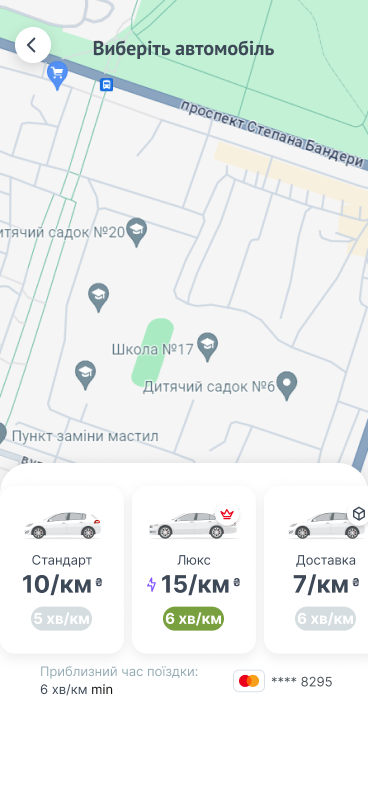 Виберіть автомобіль
проспект Степана Бандери
итячий садок №20
Школа №17
Дитячий садок №6
Пункт заміни мастил
Стандарт
10/км ₴
5 хв/км
Люкс
15/км ₴
6 хв/км
Доставка
7/км ₴
6 хв/км
Приблизний час поїздки:
6 хв/км min
**** 8295